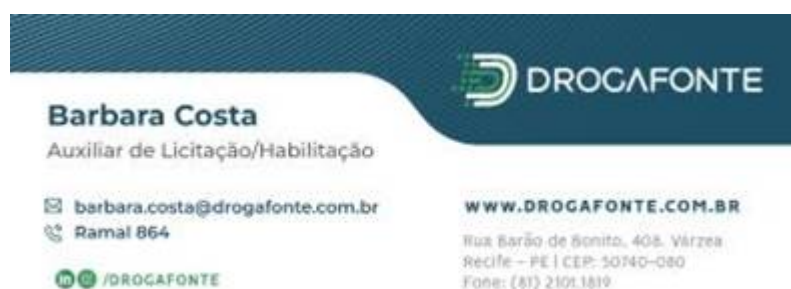 DROGAFONTE
Barbara Costa
Auxiliar de Licitação/Habilitação
barbara.costa@drogafonte.com.br
Ramal 864
/DROGAFONTE
WWW.DROGAFONTE.COM.BR
Rua Barão de Bonito, 408. Várzea
Recife – PE | CEP: 50740-080
Fone: (81) 2101.1819